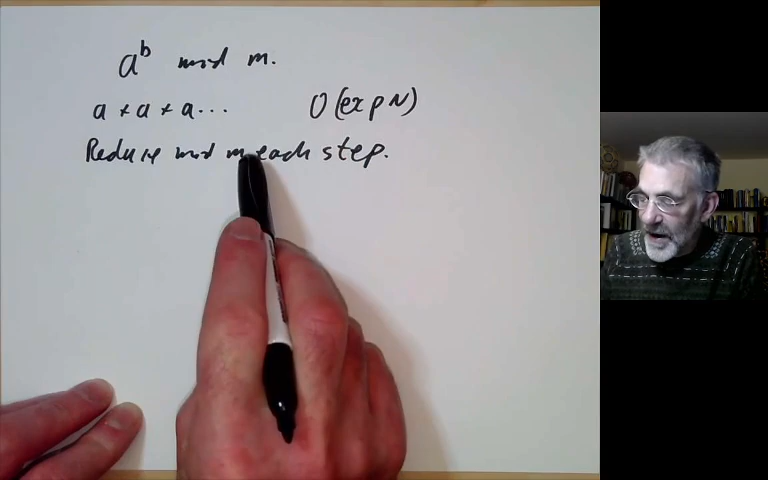 a^b mod m.
a * a * a ... O(exp N)
Reduce mod m each step.